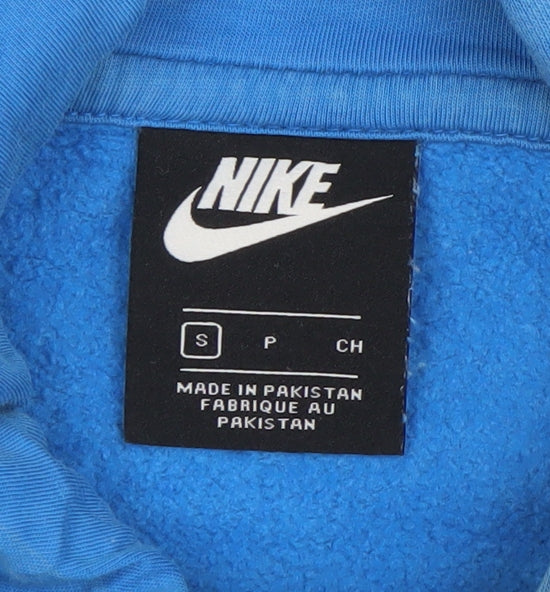 NIKE
S P CH
MADE IN PAKISTAN
FABRIQUE AU
PAKISTAN